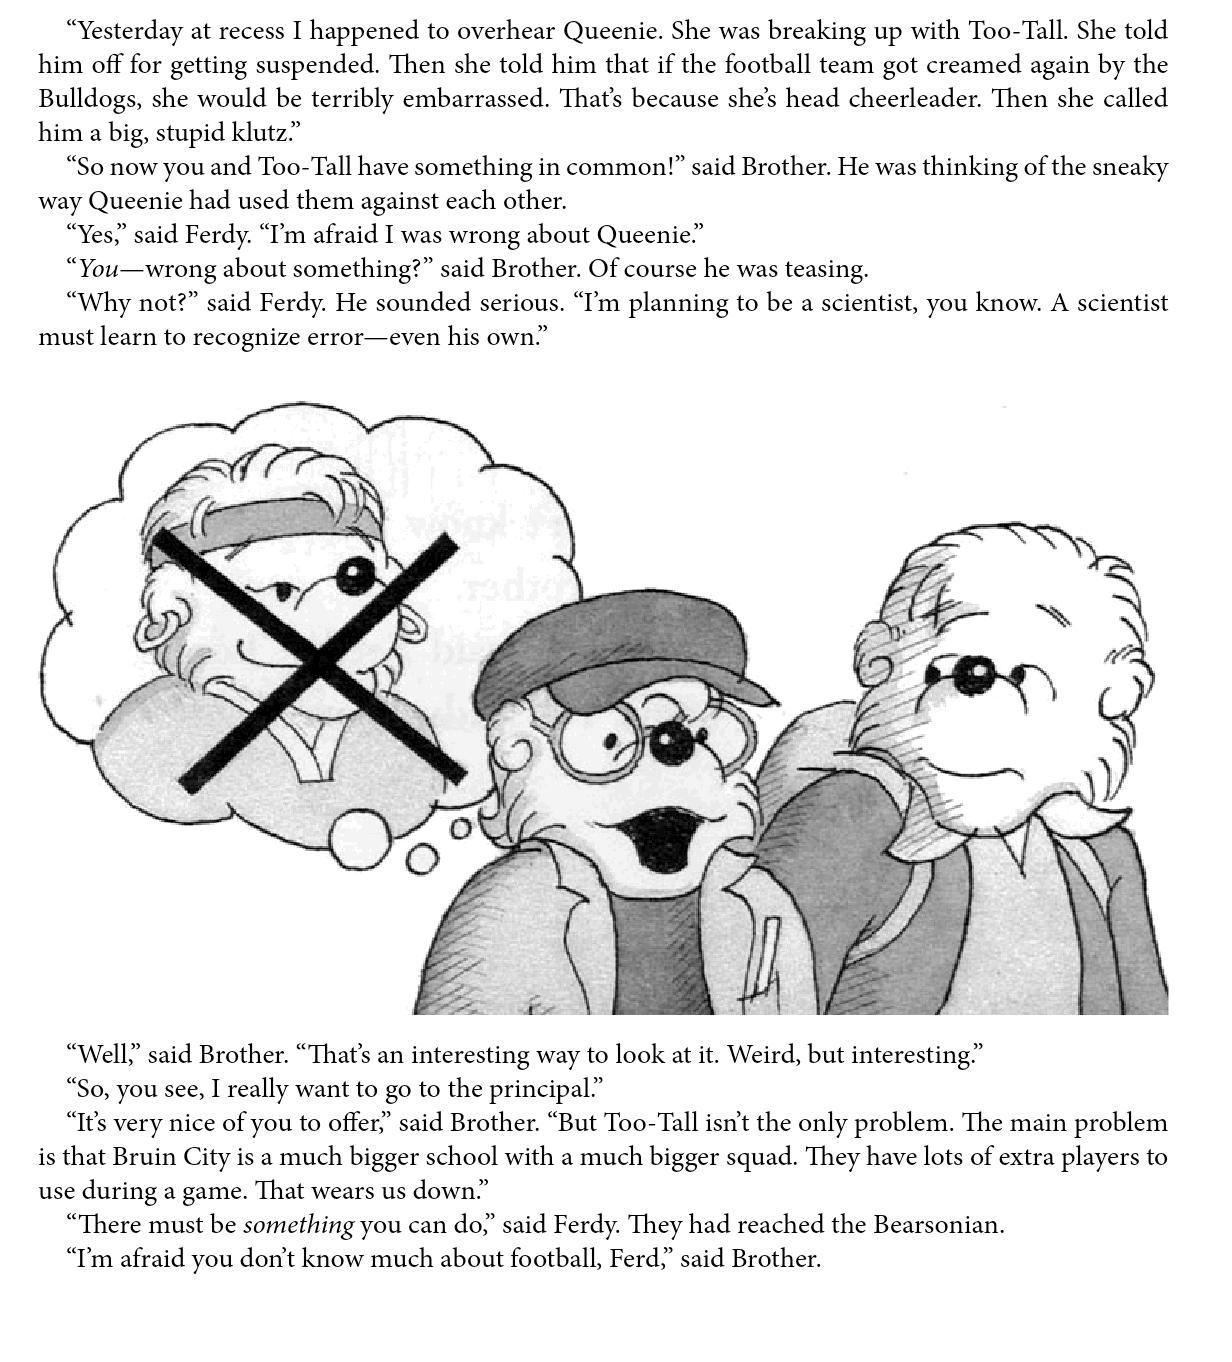 “Yesterday at recess I happened to overhear Queenie. She was breaking up with Too-Tall. She told
him off for getting suspended. Then she told him that if the football team got creamed again by the
Bulldogs, she would be terribly embarrassed. That’s because she’s head cheerleader. Then she called
him a big, stupid klutz.”
“So now you and Too-Tall have something in common!” said Brother. He was thinking of the sneaky
way Queenie had used them against each other.
“Yes,” said Ferdy. “I’m afraid I was wrong about Queenie.”
“You—wrong about something?” said Brother. Of course he was teasing.
“Why not?” said Ferdy. He sounded serious. “I’m planning to be a scientist, you know. A scientist
must learn to recognize error—even his own.”
“Well,” said Brother. “That’s an interesting way to look at it. Weird, but interesting.”
“So, you see, I really want to go to the principal.”
“It’s very nice of you to offer,” said Brother. “But Too-Tall isn’t the only problem. The main problem
is that Bruin City is a much bigger school with a much bigger squad. They have lots of extra players to
use during a game. That wears us down.”
“There must be something you can do,” said Ferdy. They had reached the Bearsonian.
“I’m afraid you don’t know much about football, Ferd,” said Brother.